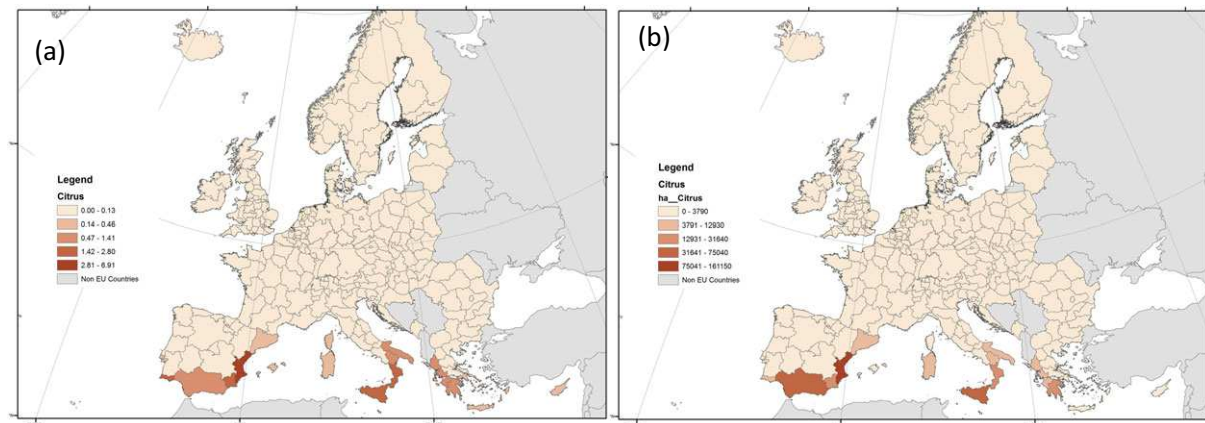 (a)
Legend
Citrus
0.00 - 0.13
0.14 - 0.46
0.47 - 1.41
1.42 - 2.80
2.81 - 8.91
Non EU Countries
(b)
Legend
Citrus
ha__Citrus
0 - 3790
3791 - 12930
12931 - 31640
31641 - 75040
75041 - 161150
Non EU Countries